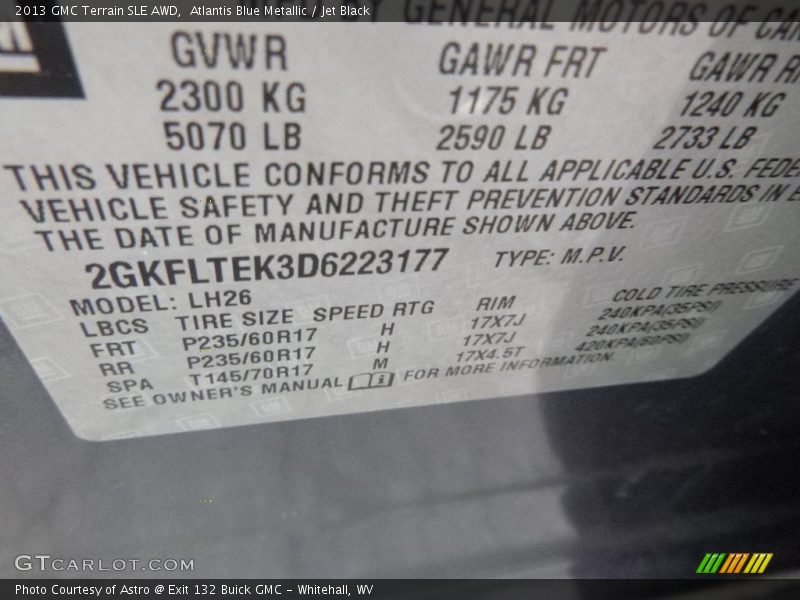 2013 GMC Terrain SLE AWD, Atlantis Blue Metallic / Jet Black
GENERAL MOTORS OF CA
GVWR GAWR FRT GAWR R
2300 KG 1175 KG 1240 KG
5070 LB 2590 LB 2733 LB
THIS VEHICLE CONFORMS TO ALL APPLICABLE U.S. FEDE
VEHICLE SAFETY AND THEFT PREVENTION STANDARDS IN E
THE DATE OF MANUFACTURE SHOWN ABOVE.
2GKFLTEK3D6223177 TYPE: M.P.V.
MODEL: LH26
LBCS TIRE SIZE SPEED RTG RIM COLD TIRE PRESSURE
FRT P235/60R17 H 17X7J 240KPA(35PSI)
RR P235/60R17 H 17X7J 240KPA(35PSI)
SPA T145/70R17 M 17X4.5T 420KPA(60PSI)
SEE OWNER'S MANUAL FOR MORE INFORMATION.
GTCARLOT.COM
Photo Courtesy of Astro @ Exit 132 Buick GMC - Whitehall, WV